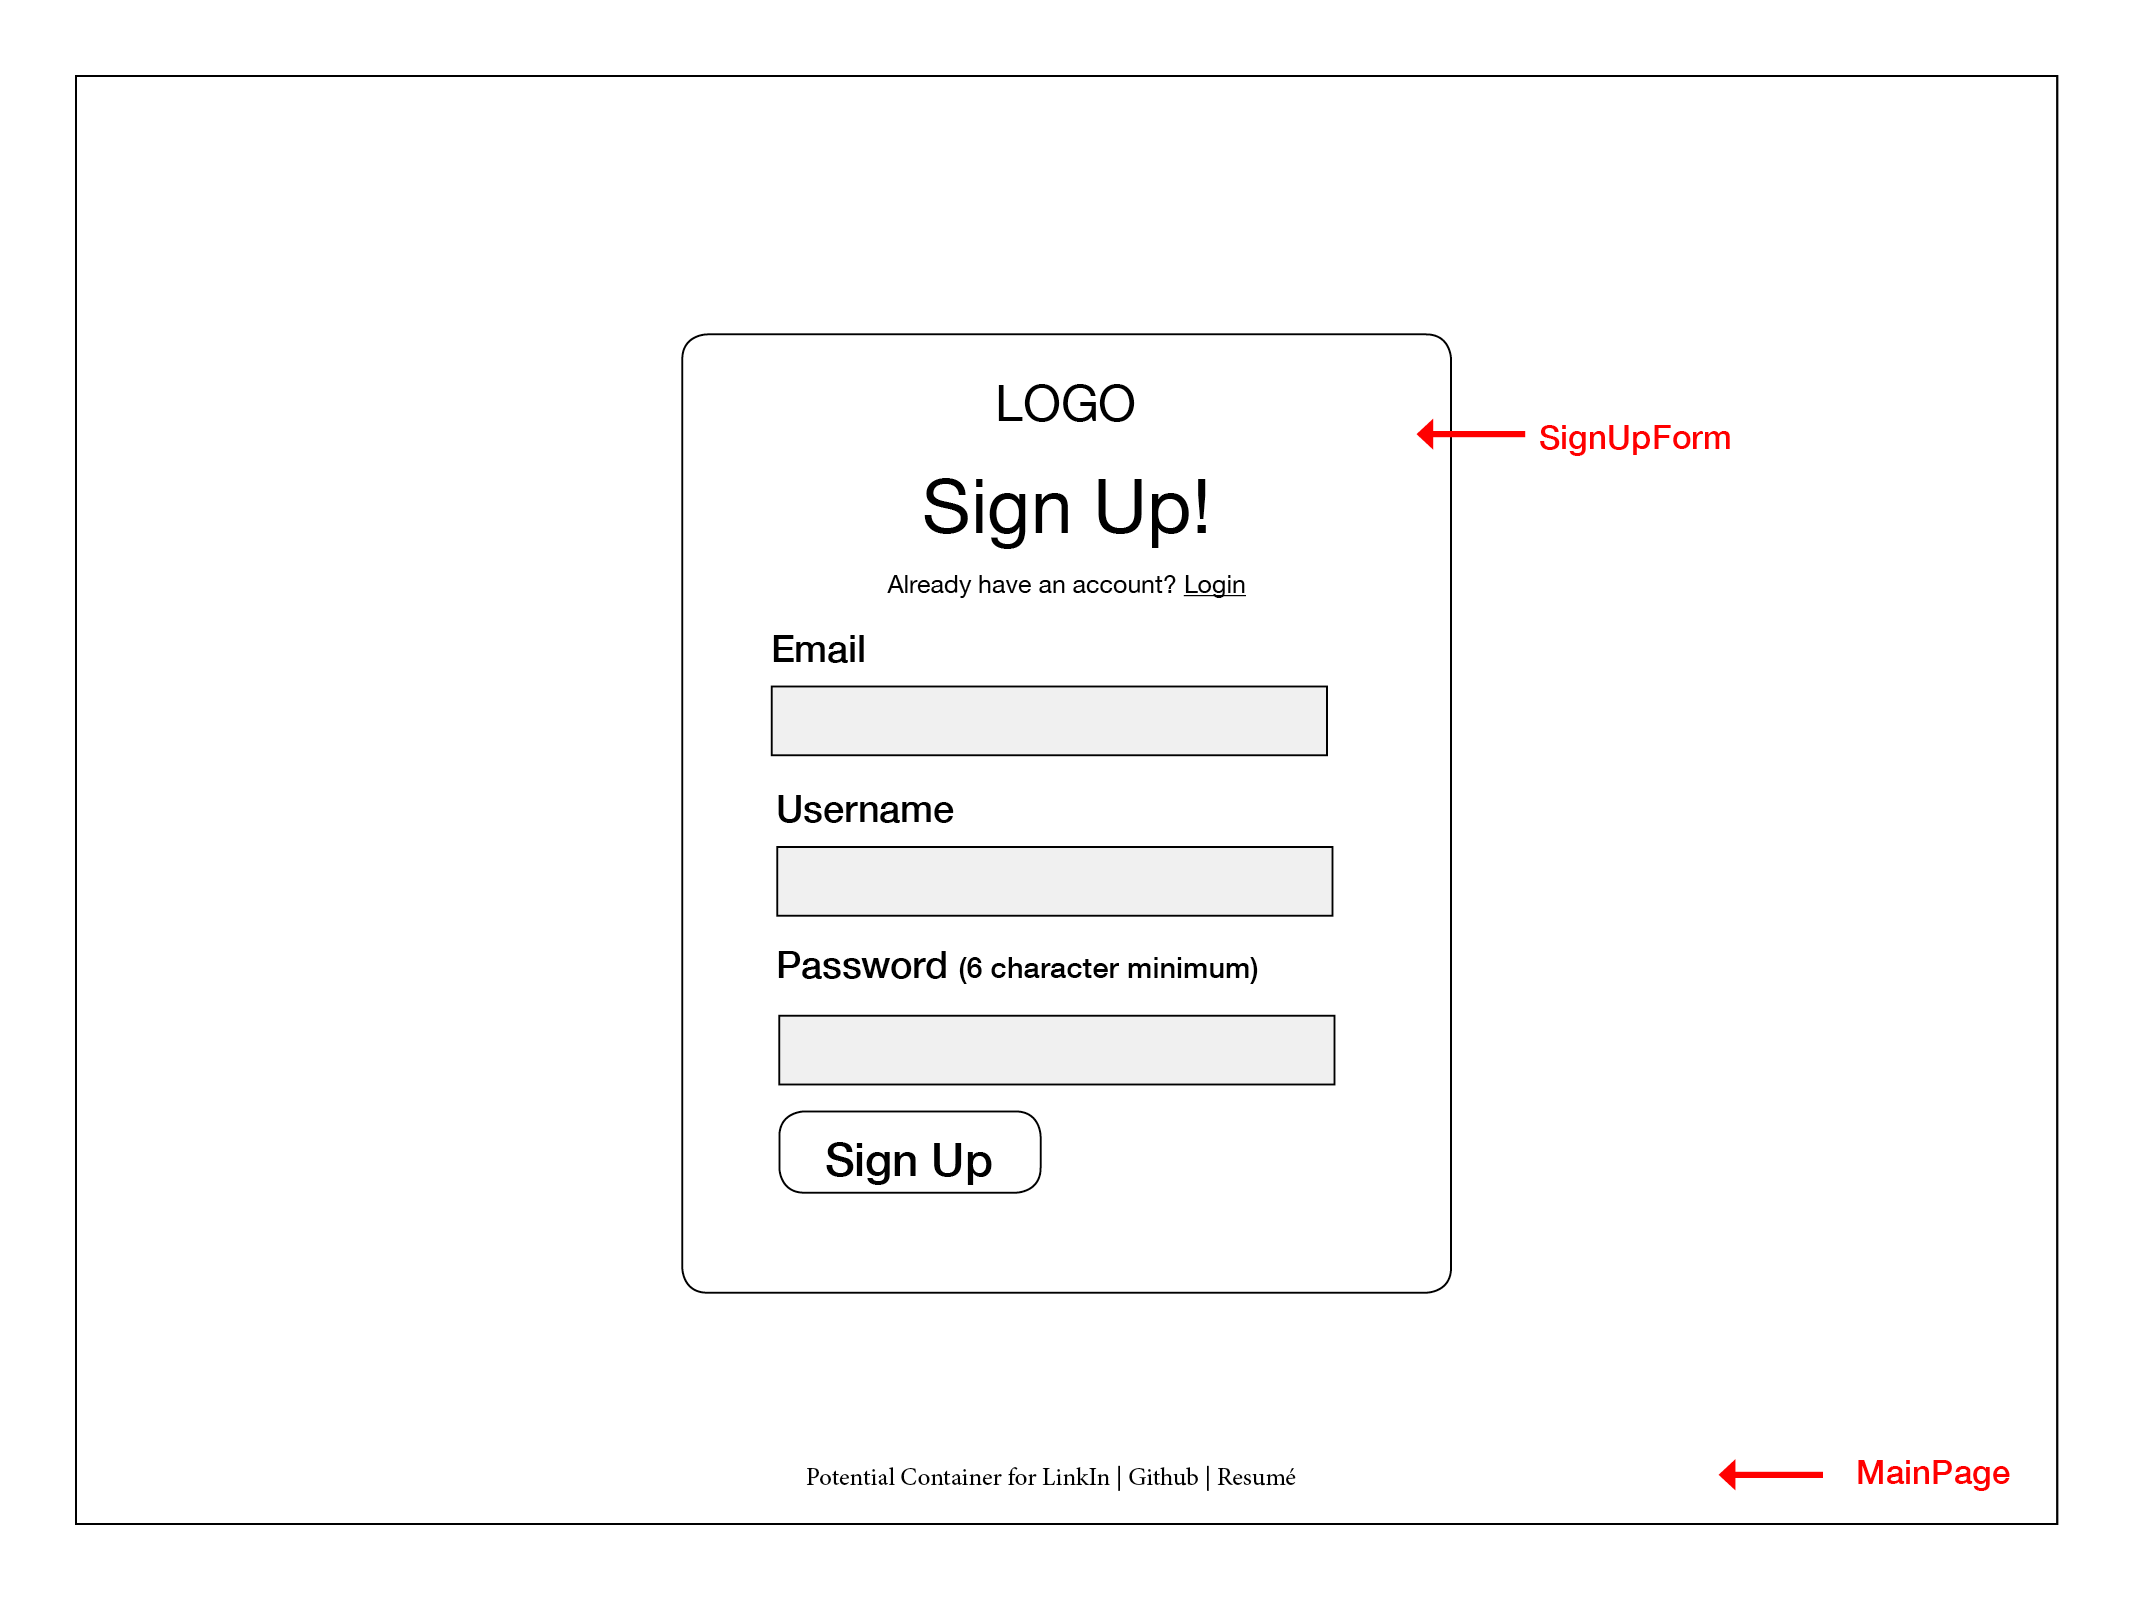 LOGO
SignUpForm
Sign Up!
Already have an account? Login
Email
Username
Password (6 character minimum)
Sign Up
Potential Container for LinkIn | Github | Resumé
MainPage